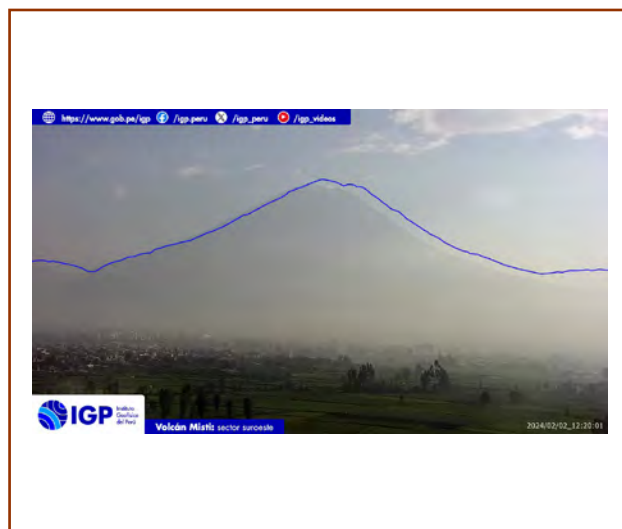 https://www.gob.pe/igp /igp.peru /igp_peru /igp_videos
IGP
Instituto
Geofísico
del Perú
Volcán Misti: sector suroeste
2024/02/02_12:20:01